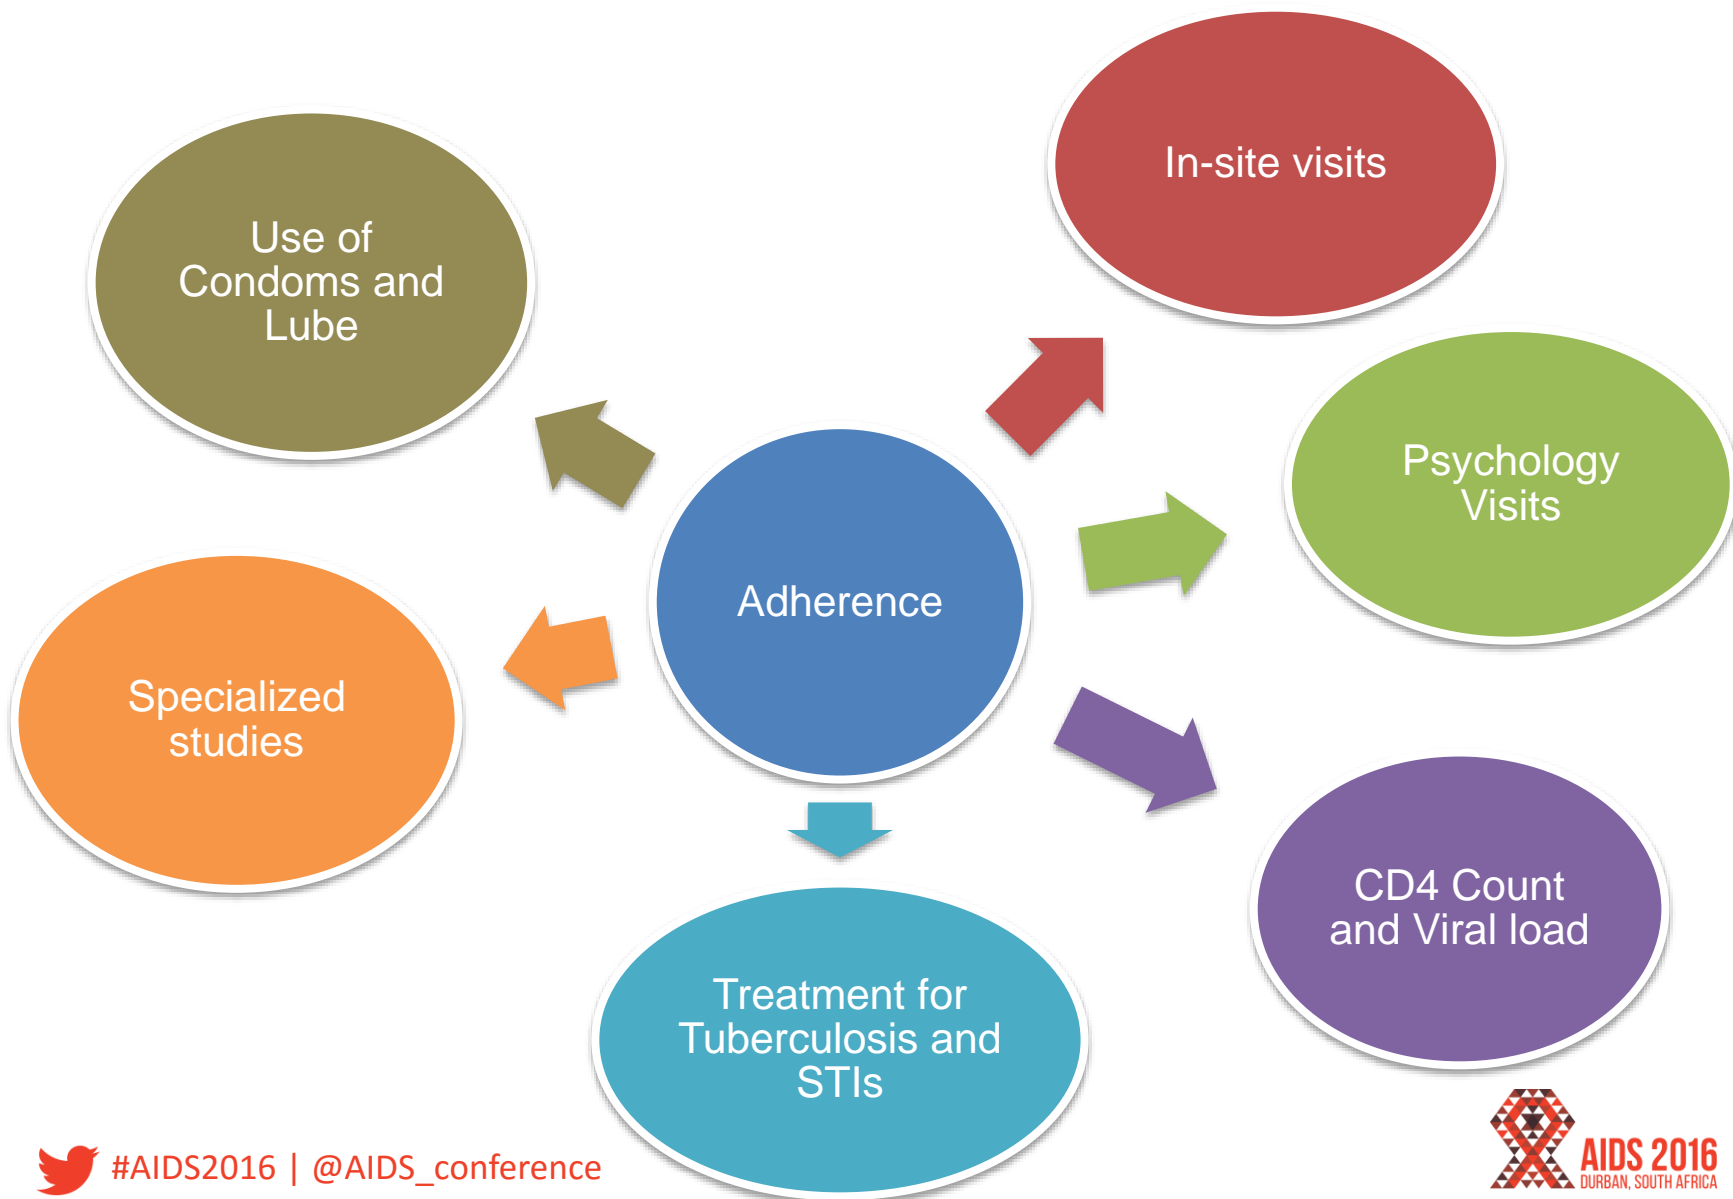 In-site visits
Use of
Condoms and
Lube
Psychology
Visits
Adherence
Specialized
studies
CD4 Count
and Viral load
Treatment for
Tuberculosis and
STIs
#AIDS2016 | @AIDS_conference
AIDS 2016
DURBAN, SOUTH AFRICA